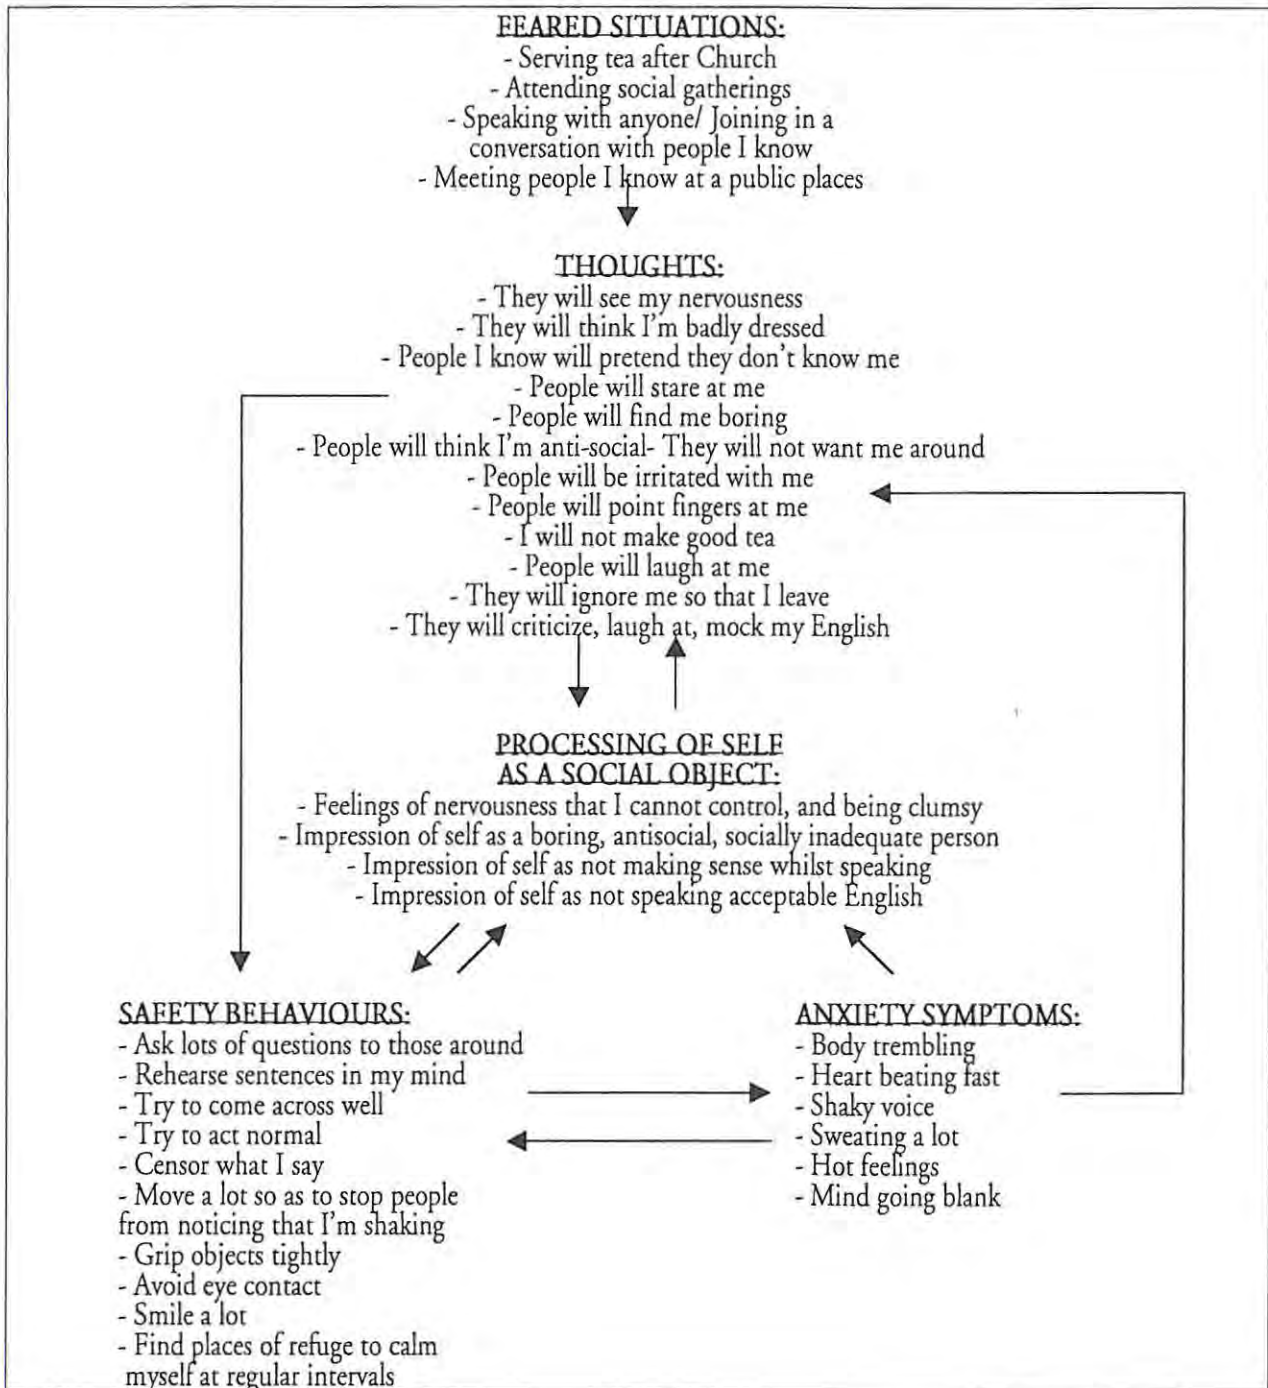 FEARED SITUATIONS:
- Serving tea after Church
- Attending social gatherings
- Speaking with anyone/ Joining in a
conversation with people I know
- Meeting people I know at a public places
THOUGHTS:
- They will see my nervousness
- They will think I'm badly dressed
- People I know will pretend they don't know me
- People will stare at me
- People will find me boring
- People will think I'm anti-social- They will not want me around
- People will be irritated with me
- People will point fingers at me
- I will not make good tea
- People will laugh at me
- They will ignore me so that I leave
- They will criticize, laugh at, mock my English
PROCESSING OF SELF
AS A SOCIAL OBJECT:
- Feelings of nervousness that I cannot control, and being clumsy
- Impression of self as a boring, antisocial, socially inadequate person
- Impression of self as not making sense whilst speaking
- Impression of self as not speaking acceptable English
SAFETY BEHAVIOURS:
- Ask lots of questions to those around
- Rehearse sentences in my mind
- Try to come across well
- Try to act normal
- Censor what I say
- Move a lot so as to stop people
from noticing that I'm shaking
- Grip objects tightly
- Avoid eye contact
- Smile a lot
- Find places of refuge to calm
myself at regular intervals
ANXIETY SYMPTOMS:
- Body trembling
- Heart beating fast
- Shaky voice
- Sweating a lot
- Hot feelings
- Mind going blank